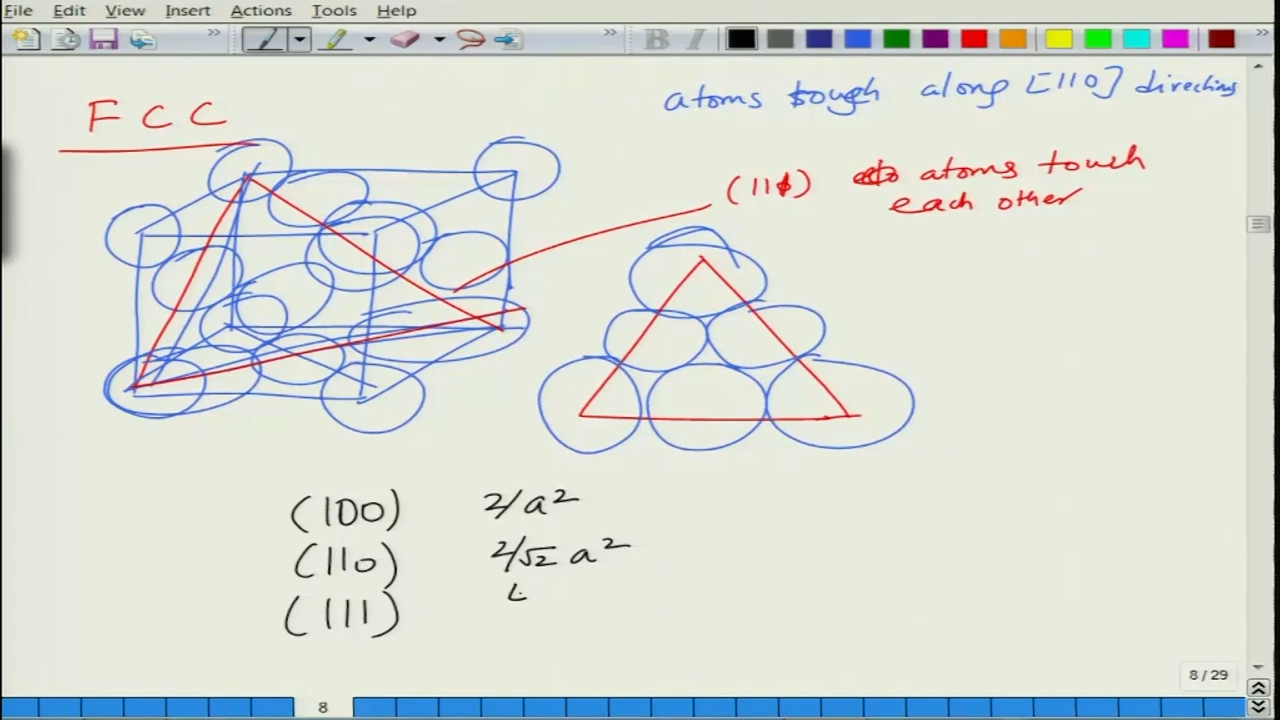 File Edit View Insert Actions Tools Help
B I
atoms touch along [110] directions
FCC
(111) atoms touch
each other
(100) 2/a²
(110) 2/√2 a²
(111)
8 / 29
8